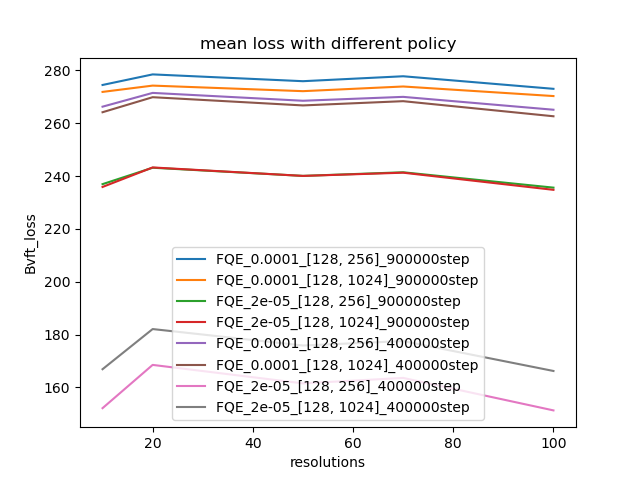 mean loss with different policy
280
260
240
220
200
180
160
Bvft_loss
FQE_0.0001_[128, 256]_900000step
FQE_0.0001_[128, 1024]_900000step
FQE_2e-05_[128, 256]_900000step
FQE_2e-05_[128, 1024]_900000step
FQE_0.0001_[128, 256]_400000step
FQE_0.0001_[128, 1024]_400000step
FQE_2e-05_[128, 256]_400000step
FQE_2e-05_[128, 1024]_400000step
20 40 60 80 100
resolutions